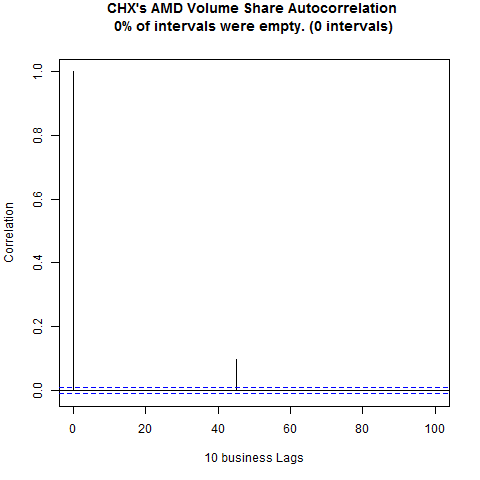 CHX's AMD Volume Share Autocorrelation
0% of intervals were empty. (0 intervals)
Correlation
1.0
0.8
0.6
0.4
0.2
0.0
0 20 40 60 80 100
10 business Lags